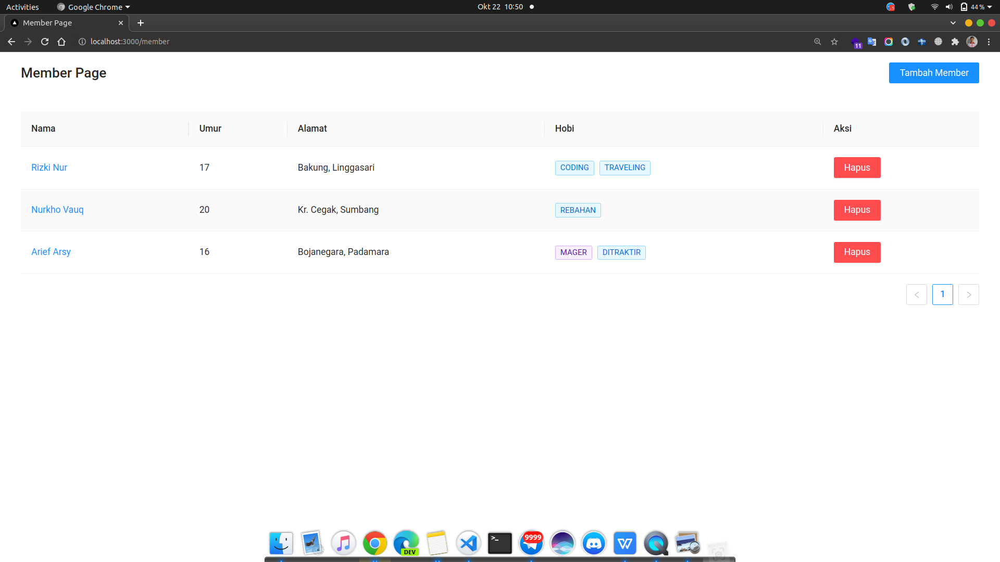 Activities Google Chrome Okt 22 10:50 44 %
Member Page
localhost:3000/member 11
Member Page Tambah Member
Nama Umur Alamat Hobi Aksi
Rizki Nur 17 Bakung, Linggasari CODING TRAVELING Hapus
Nurkho Vauq 20 Kr. Cegak, Sumbang REBAHAN Hapus
Arief Arsy 16 Bojanegara, Padamara MAGER DITRAKTIR Hapus
< 1 >
DEV >_ 9999